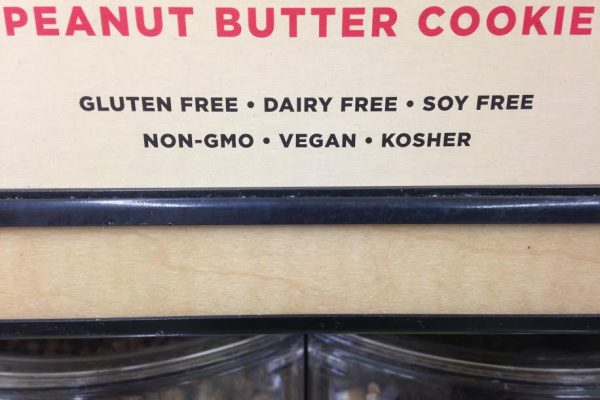 PEANUT BUTTER COOKIE
GLUTEN FREE • DAIRY FREE • SOY FREE
NON-GMO • VEGAN • KOSHER